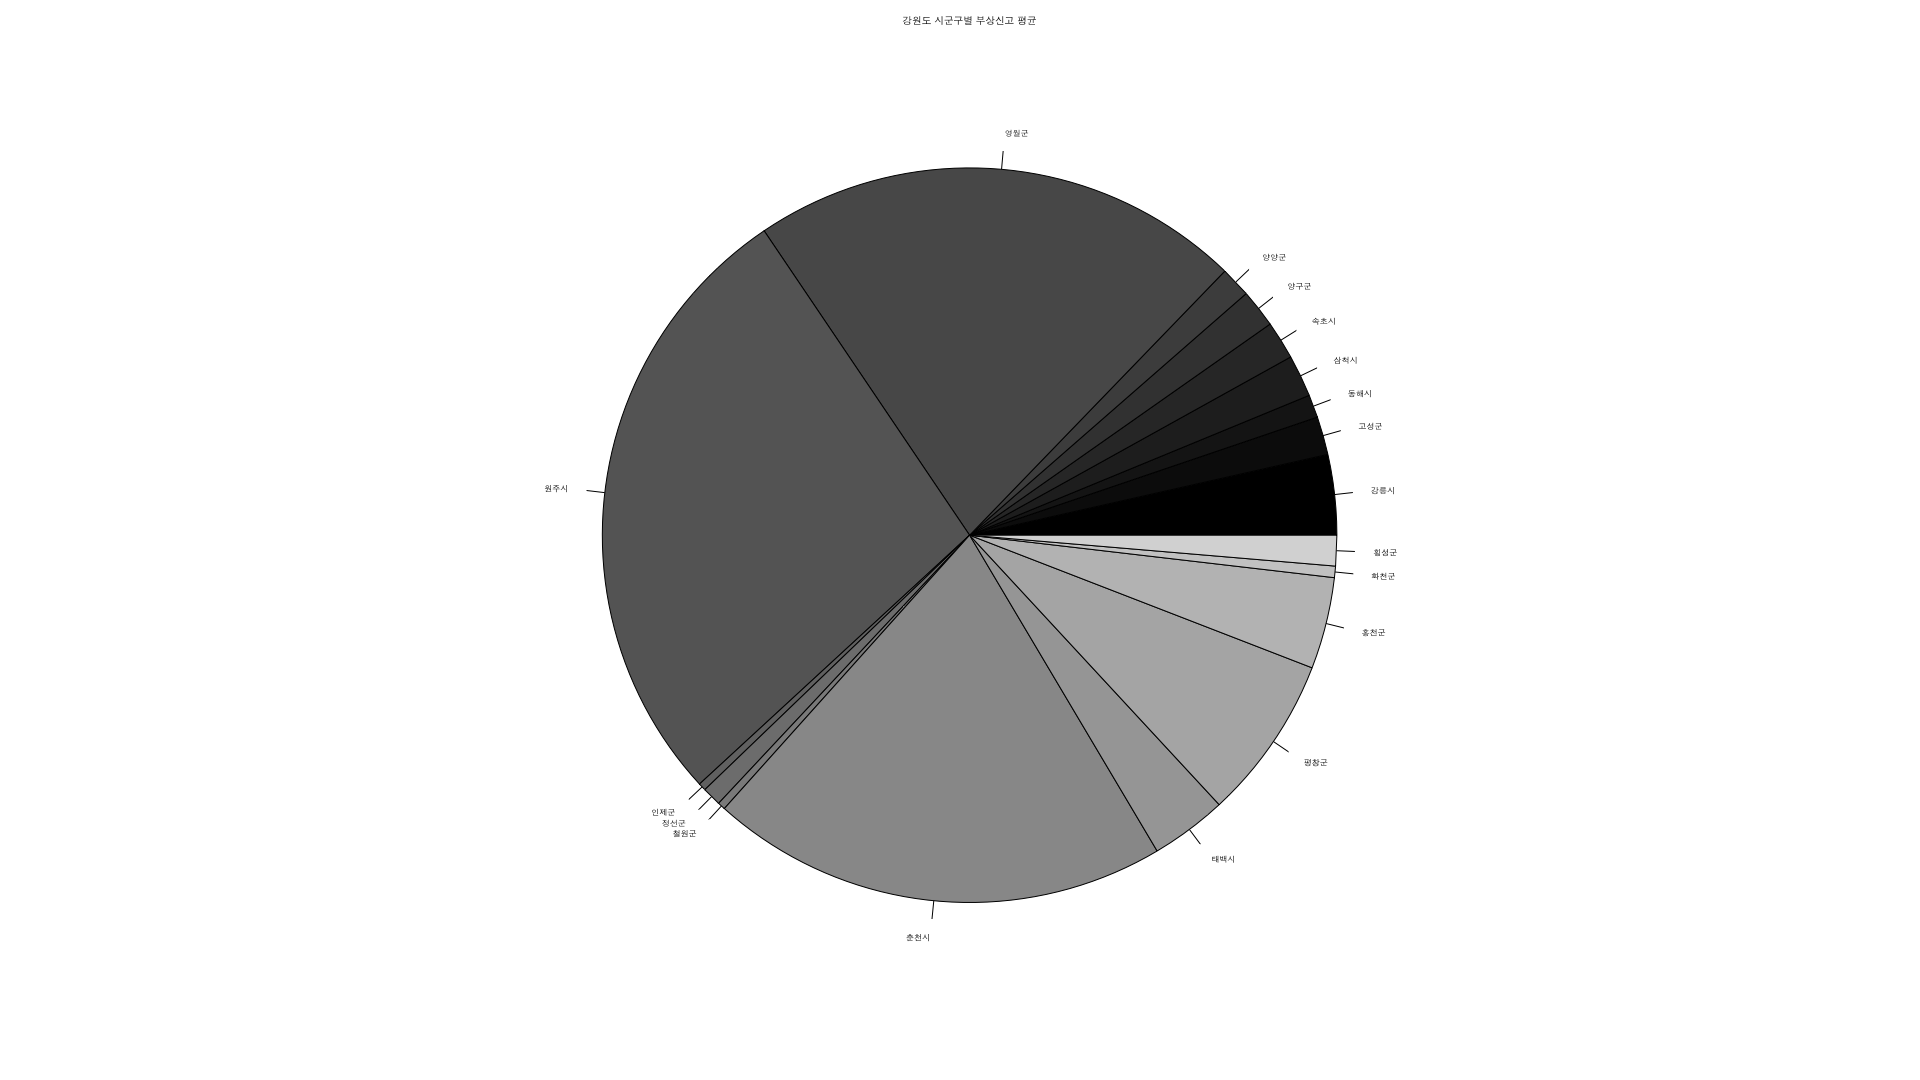 강원도 시군구별 부상신고 평균
영월군
양양군
양구군
속초시
삼척시
동해시
고성군
강릉시
원주시
횡성군
화천군
홍천군
평창군
인제군
정선군
철원군
태백시
춘천시